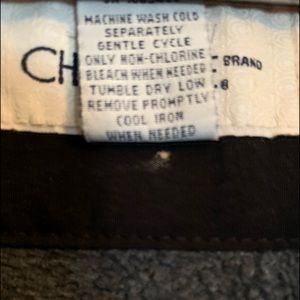 MACHINE WASH COLD
SEPARATELY
GENTLE CYCLE
ONLY NON-CHLORINE
BLEACH WHEN NEEDED
TUMBLE DRY LOW
REMOVE PROMPTLY
COOL IRON
WHEN NEEDED
CH
BRAND